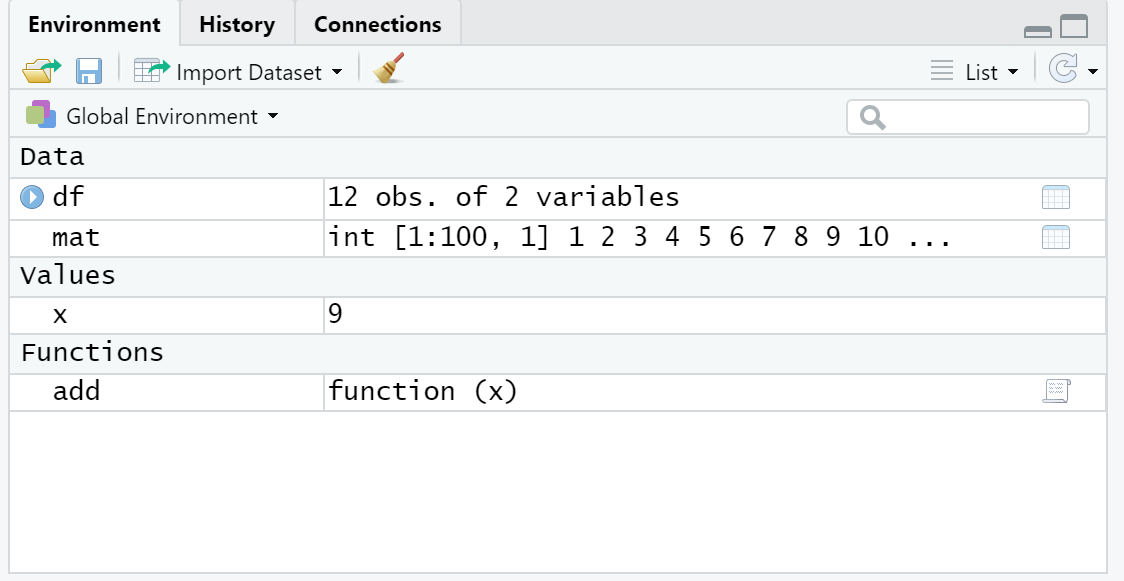 Environment History Connections
Import Dataset List
Global Environment
Data
df 12 obs. of 2 variables
mat int [1:100, 1] 1 2 3 4 5 6 7 8 9 10 ...
Values
x 9
Functions
add function (x)